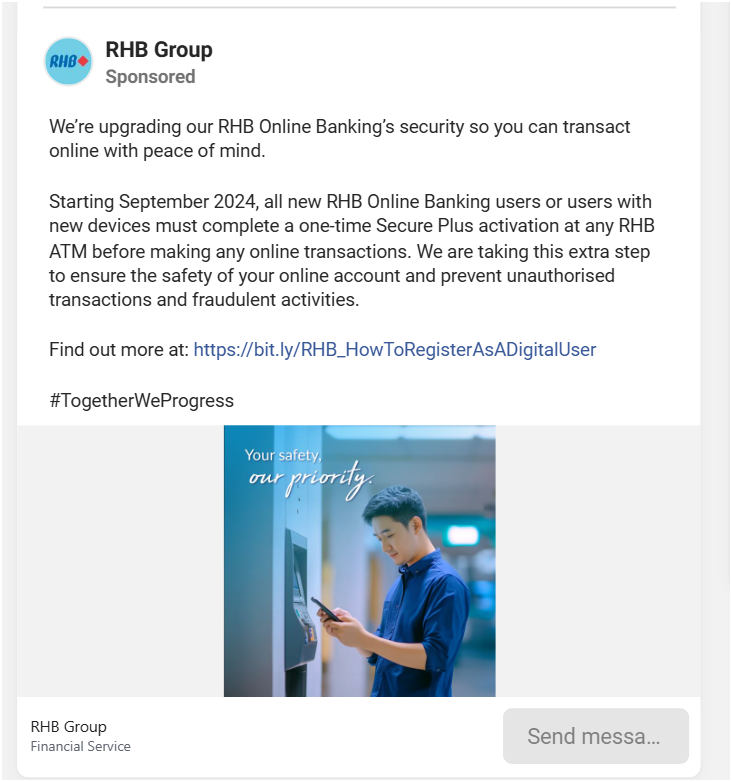 RHB
RHB Group
Sponsored
We’re upgrading our RHB Online Banking’s security so you can transact
online with peace of mind.
Starting September 2024, all new RHB Online Banking users or users with
new devices must complete a one-time Secure Plus activation at any RHB
ATM before making any online transactions. We are taking this extra step
to ensure the safety of your online account and prevent unauthorised
transactions and fraudulent activities.
Find out more at: https://bit.ly/RHB_HowToRegisterAsADigitalUser
#TogetherWeProgress
Your safety,
our priority.
RHB Group
Financial Service
Send messa...